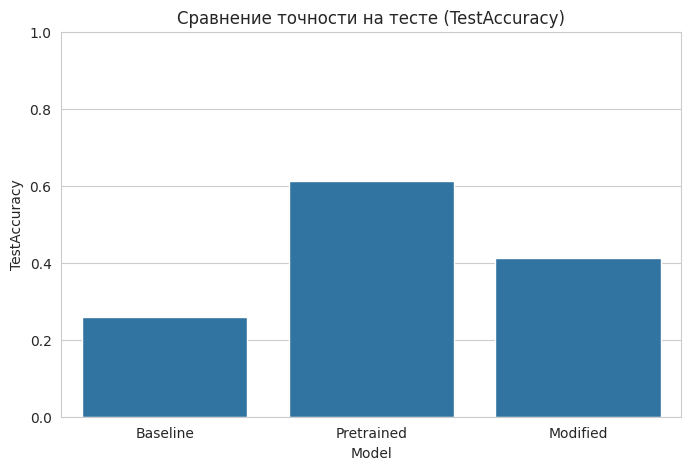 Сравнение точности на тесте (TestAccuracy)
1.0
0.8
0.6
0.4
0.2
0.0
TestAccuracy
Baseline Pretrained Modified
Model